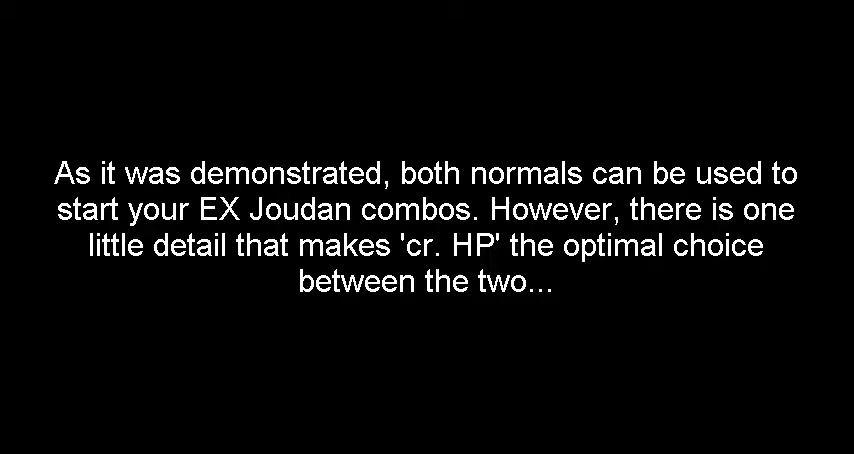 As it was demonstrated, both normals can be used to
start your EX Joudan combos. However, there is one
little detail that makes 'cr. HP' the optimal choice
between the two...